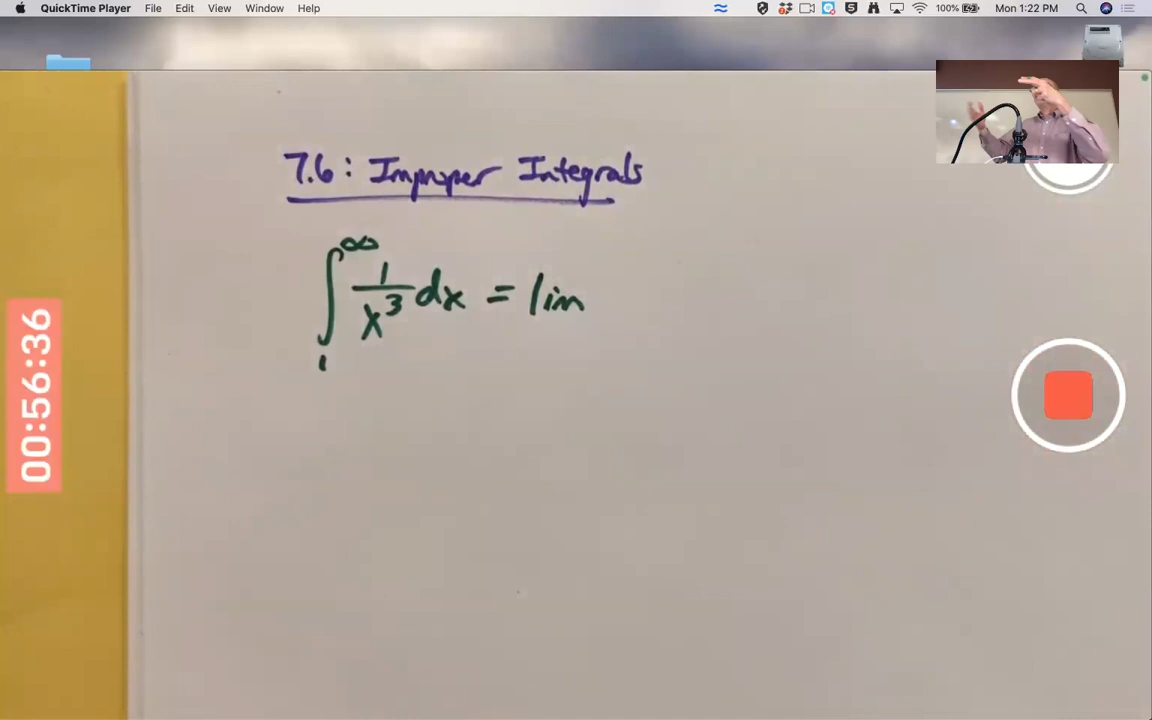 QuickTime Player File Edit View Window Help 100% Mon 1:22 PM
7.6: Improper Integrals
∫₁^∞ 1/x³ dx = lim
00:56:36